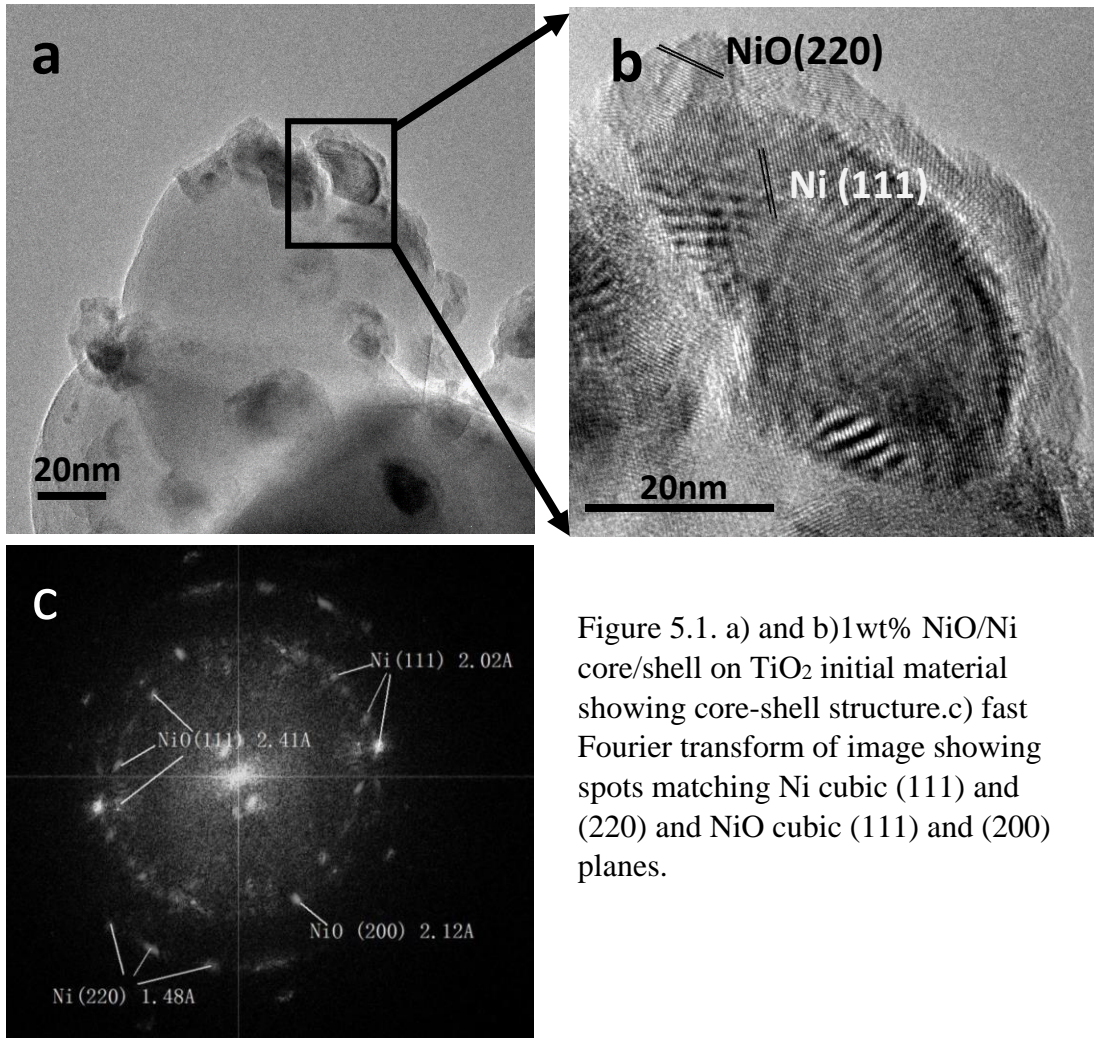 a
20nm
b
NiO(220)
Ni (111)
20nm
c
Ni(111) 2.02A
NiO(111) 2.41A
NiO (200) 2.12A
Ni(220) 1.48A
Figure 5.1. a) and b)1wt% NiO/Ni
core/shell on TiO₂ initial material
showing core-shell structure.c) fast
Fourier transform of image showing
spots matching Ni cubic (111) and
(220) and NiO cubic (111) and (200)
planes.